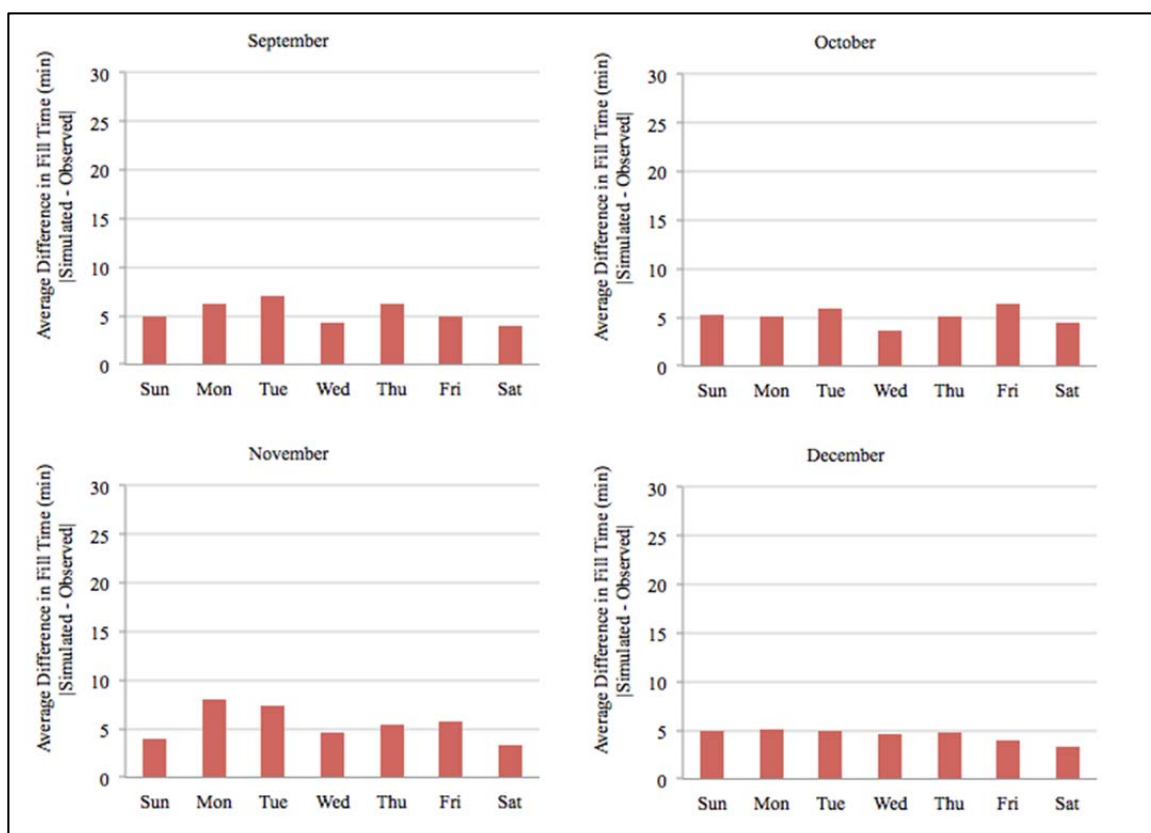 September
Average Difference in Fill Time (min)
|Simulated - Observed|
30
25
20
15
10
5
0
Sun Mon Tue Wed Thu Fri Sat
October
Average Difference in Fill Time (min)
|Simulated - Observed|
30
25
20
15
10
5
0
Sun Mon Tue Wed Thu Fri Sat
November
Average Difference in Fill Time (min)
|Simulated - Observed|
30
25
20
15
10
5
0
Sun Mon Tue Wed Thu Fri Sat
December
Average Difference in Fill Time (min)
|Simulated - Observed|
30
25
20
15
10
5
0
Sun Mon Tue Wed Thu Fri Sat